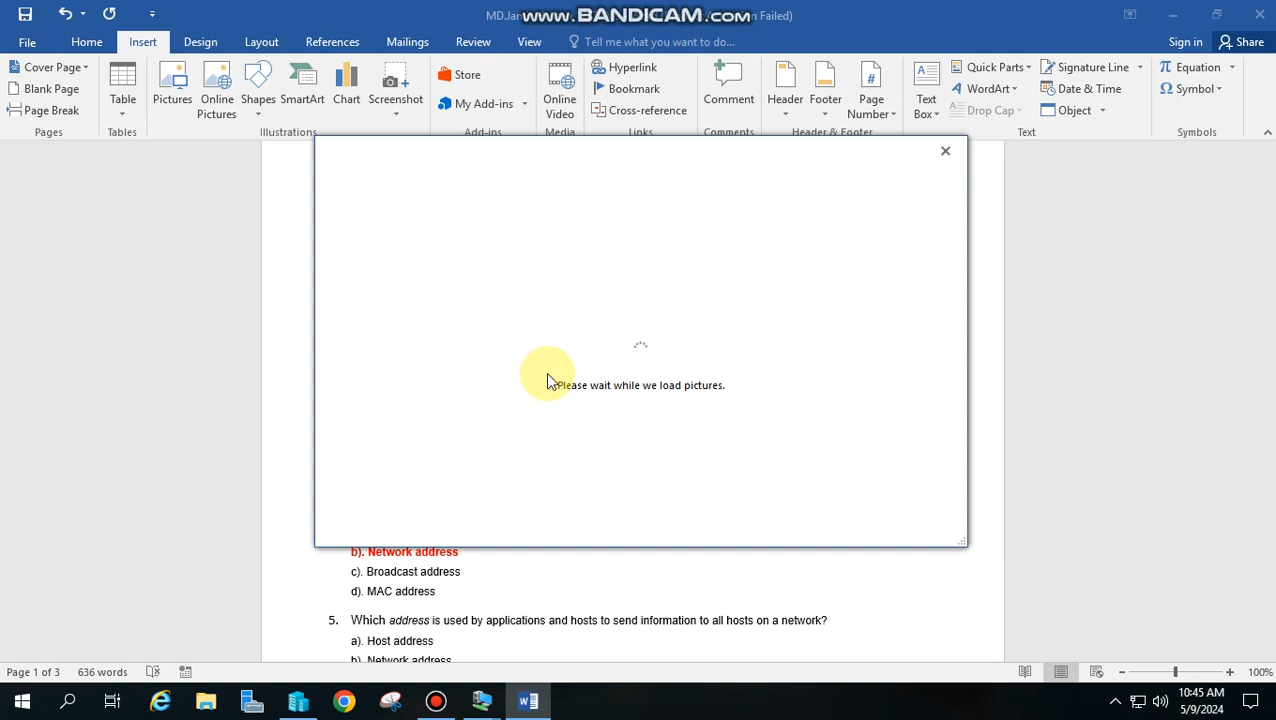 MD.Jan
www.BANDICAM.com
Failed)
File Home Insert Design Layout References Mailings Review View Tell me what you want to do... Sign in Share
Cover Page
Blank Page
Page Break
Pages
Table
Tables
Pictures
Online Pictures
Shapes
SmartArt
Chart
Screenshot
Illustrations
Store
My Add-ins
Add-ins
Online Video
Media
Hyperlink
Bookmark
Cross-reference
Links
Comment
Comments
Header
Footer
Page Number
Header & Footer
Text Box
Quick Parts
WordArt
Drop Cap
Signature Line
Date & Time
Object
Text
Equation
Symbol
Symbols
Please wait while we load pictures.
b). Network address
c). Broadcast address
d). MAC address
5. Which address is used by applications and hosts to send information to all hosts on a network?
a). Host address
b). Network address
Page 1 of 3 636 words 100%
10:45 AM
5/9/2024